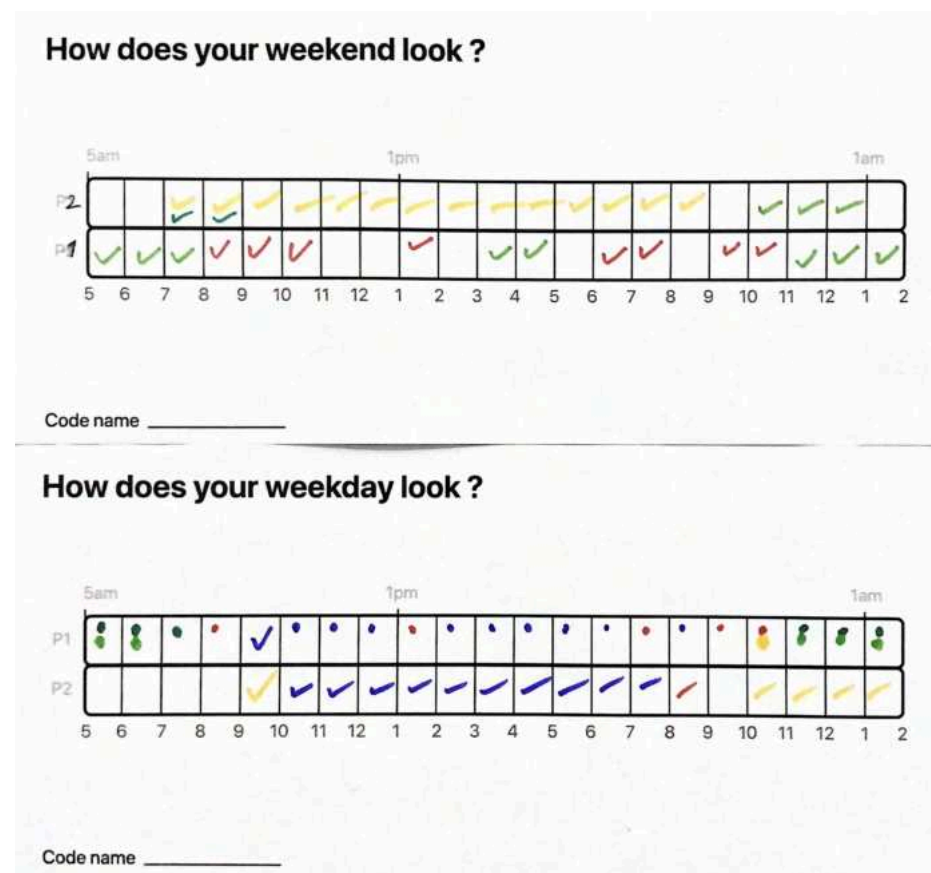 How does your weekend look ?
5am 1pm 1am
P2
P1
5 6 7 8 9 10 11 12 1 2 3 4 5 6 7 8 9 10 11 12 1 2
Code name
How does your weekday look ?
5am 1pm 1am
P1
P2
5 6 7 8 9 10 11 12 1 2 3 4 5 6 7 8 9 10 11 12 1 2
Code name